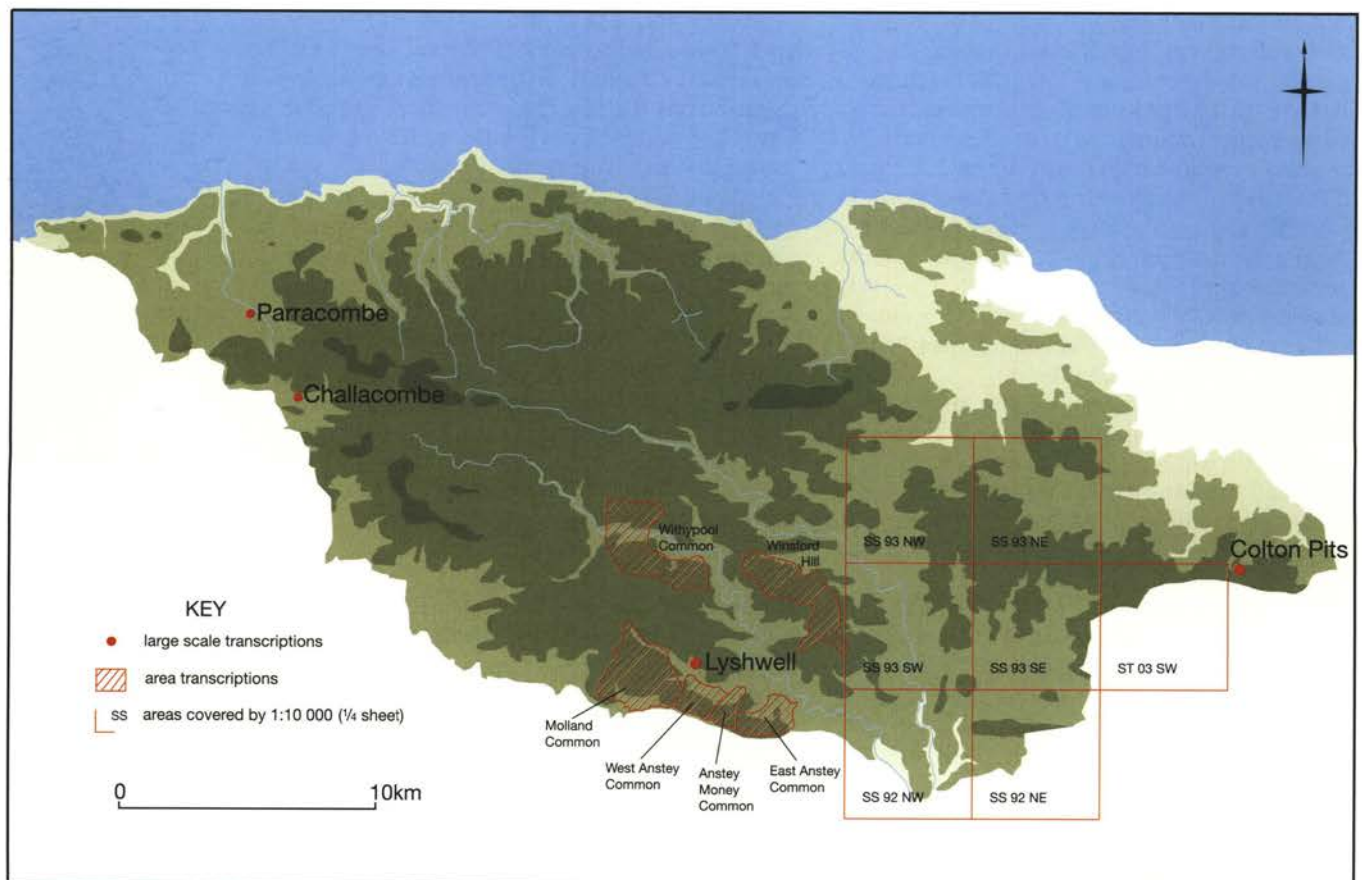 Parracombe
Challacombe
Withypool
Common
Winsford
Hill
SS 93 NW
SS 93 NE
Colton Pits
KEY
large scale transcriptions
area transcriptions
SS areas covered by 1:10 000 (¼ sheet)
0 10km
Lyshwell
SS 93 SW
SS 93 SE
ST 03 SW
Molland
Common
West Anstey
Common
Anstey
Money
Common
East Anstey
Common
SS 92 NW
SS 92 NE